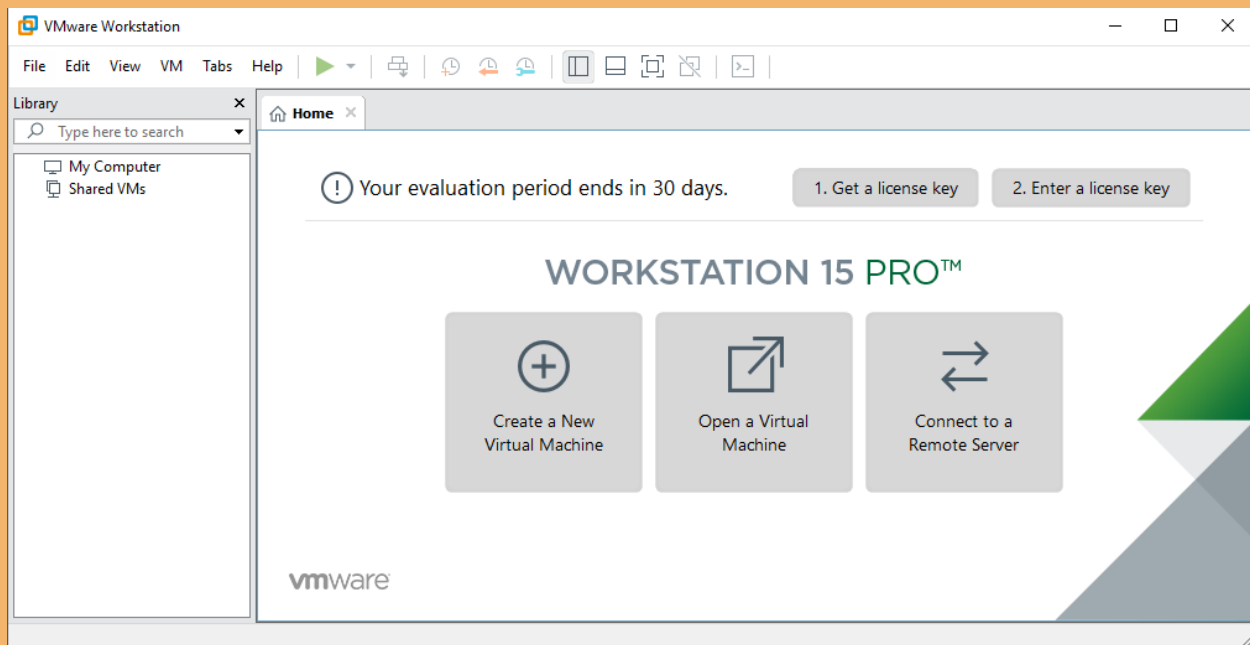 VMware Workstation
File Edit View VM Tabs Help
Library
Home
Type here to search
My Computer
Shared VMs
Your evaluation period ends in 30 days.
1. Get a license key
2. Enter a license key
WORKSTATION 15 PRO™
Create a New
Virtual Machine
Open a Virtual
Machine
Connect to a
Remote Server
vmware